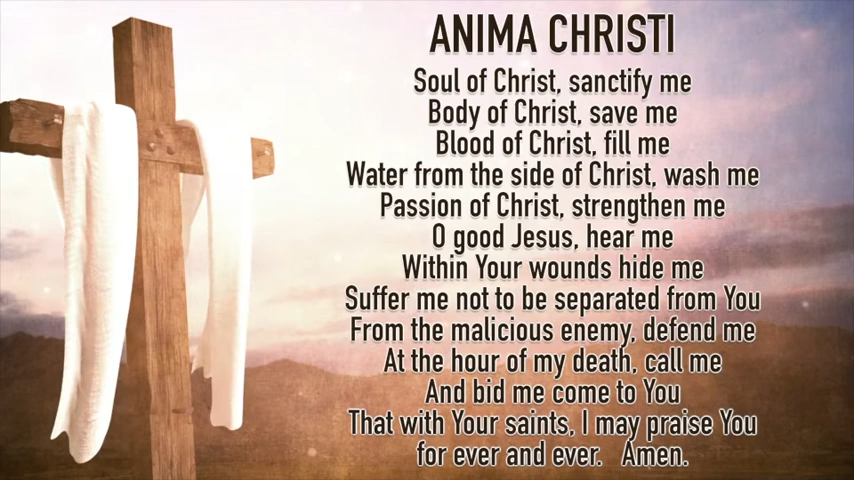 ANIMA CHRISTI
Soul of Christ, sanctify me
Body of Christ, save me
Blood of Christ, fill me
Water from the side of Christ, wash me
Passion of Christ, strengthen me
O good Jesus, hear me
Within Your wounds hide me
Suffer me not to be separated from You
From the malicious enemy, defend me
At the hour of my death, call me
And bid me come to You
That with Your saints, I may praise You
for ever and ever. Amen.